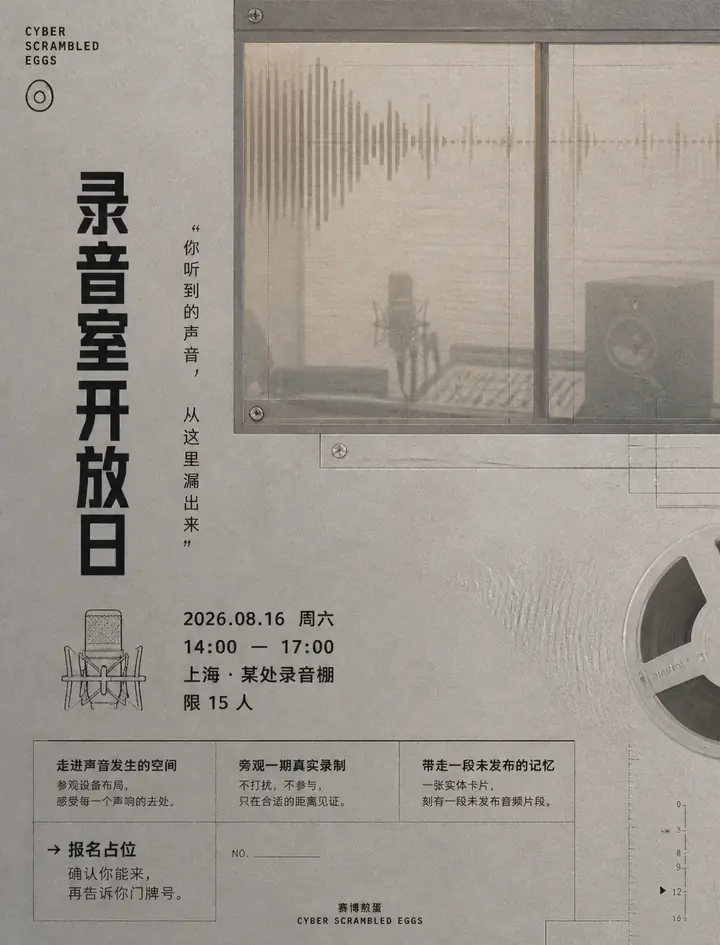 CYBER
SCRAMBLED
EGGS
录音室开放日
“你听到的声音， 从这里漏出来”
2026.08.16 周六
14:00 — 17:00
上海·某处录音棚
限 15 人
走进声音发生的空间
参观设备布局，
感受每一个声响的去处。
旁观一期真实录制
不打扰，不参与，
只在合适的距离见证。
带走一段未发布的记忆
一张实体卡片，
刻有一段未发布音频片段。
→ 报名占位
确认你能来，
再告诉你门牌号。
NO.
赛博煎蛋
CYBER SCRAMBLED EGGS
0
3
9
12